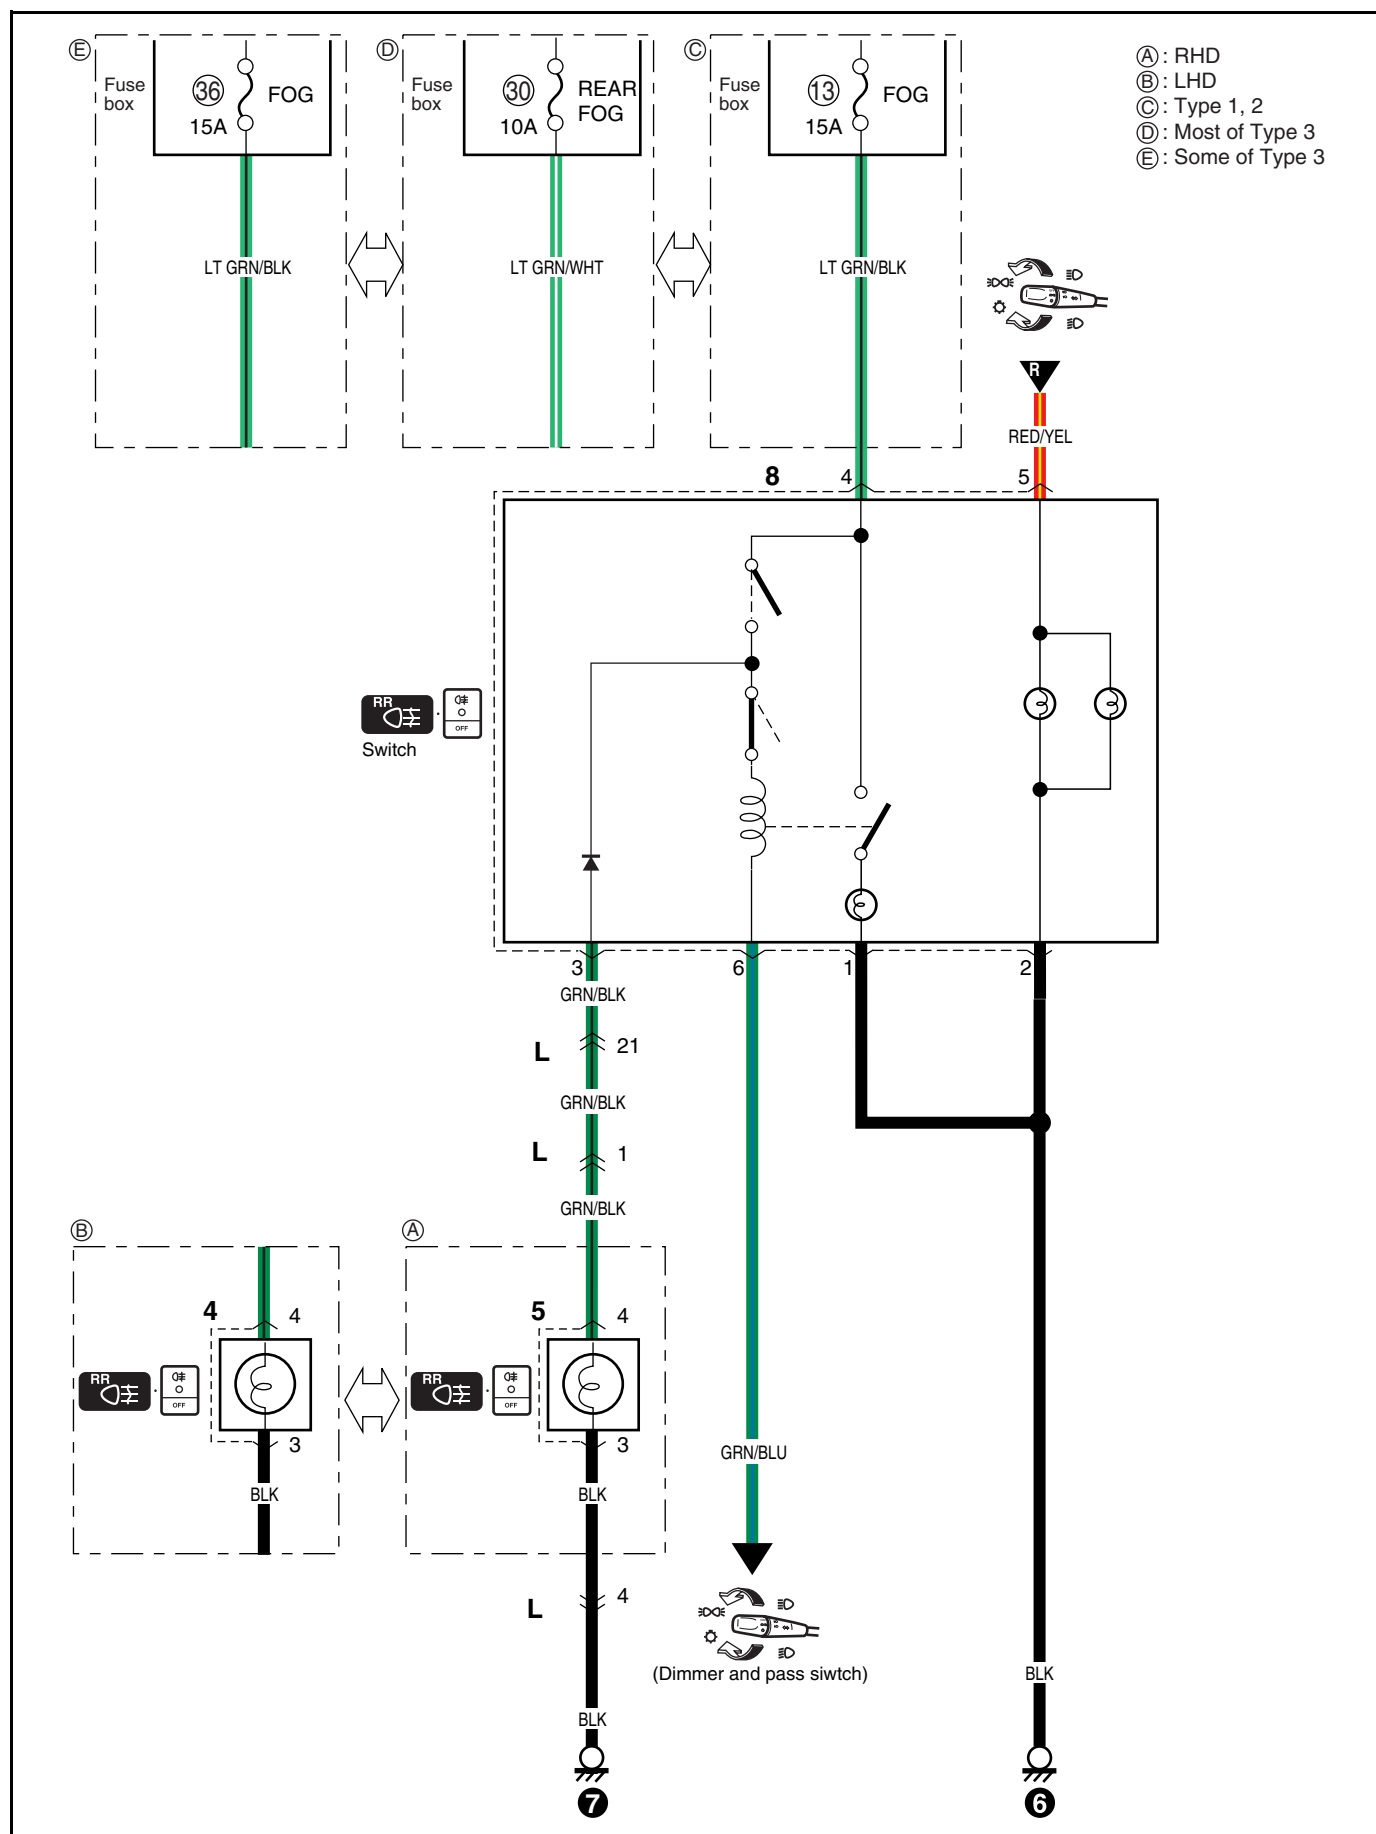 E
D
C
A : RHD
B : LHD
C : Type 1, 2
D : Most of Type 3
E : Some of Type 3
Fuse box
36
15A
FOG
Fuse box
30
10A
REAR FOG
Fuse box
13
15A
FOG
LT GRN/BLK
LT GRN/WHT
LT GRN/BLK
R
RED/YEL
8
4
5
RR
OFF
Switch
3
6
1
2
GRN/BLK
L
21
GRN/BLK
L
1
GRN/BLK
B
A
4
4
5
4
RR
OFF
RR
OFF
3
3
GRN/BLU
BLK
BLK
L
4
(Dimmer and pass siwtch)
BLK
BLK
7
6